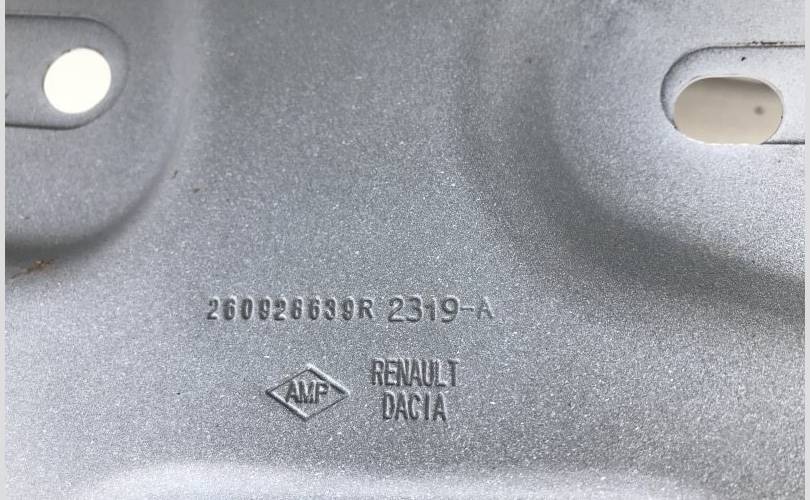 260928639R 2319-A
AMP
RENAULT
DACIA